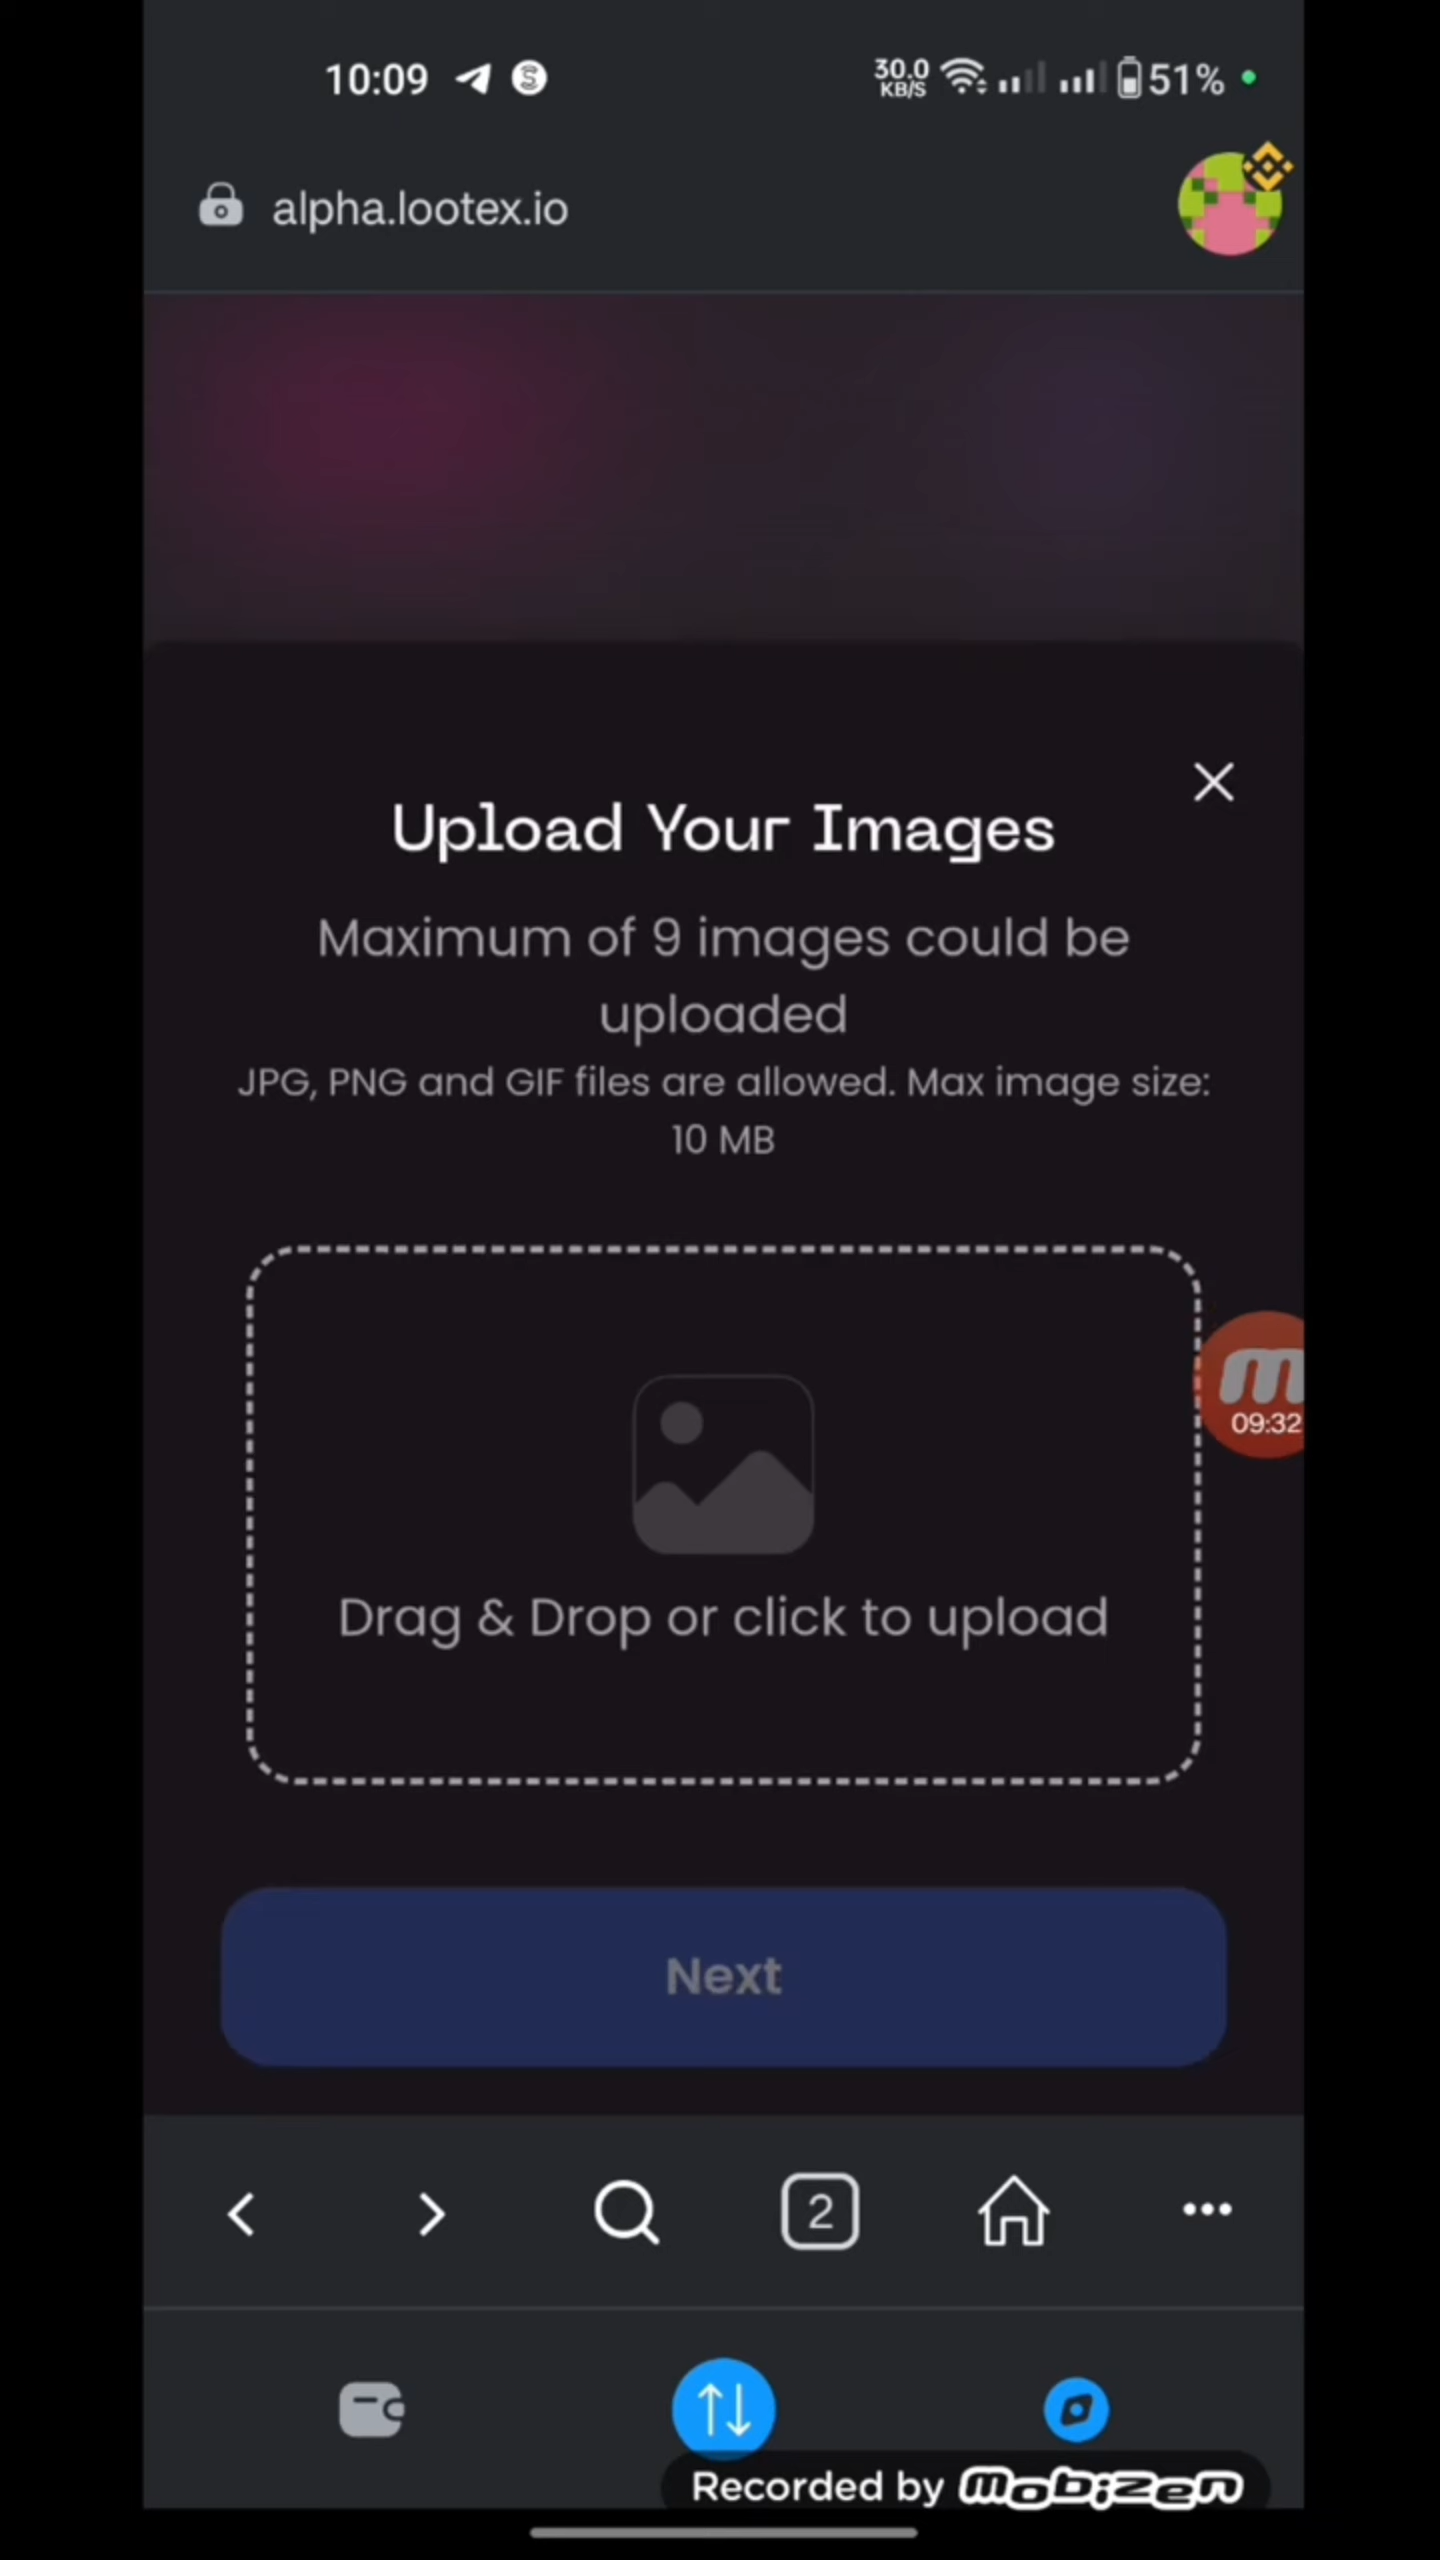 10:09
30.0
KB/S
51%
alpha.lootex.io
Upload Your Images
Maximum of 9 images could be
uploaded
JPG, PNG and GIF files are allowed. Max image size:
10 MB
m
09:32
Drag & Drop or click to upload
Next
2
Recorded by mobizen